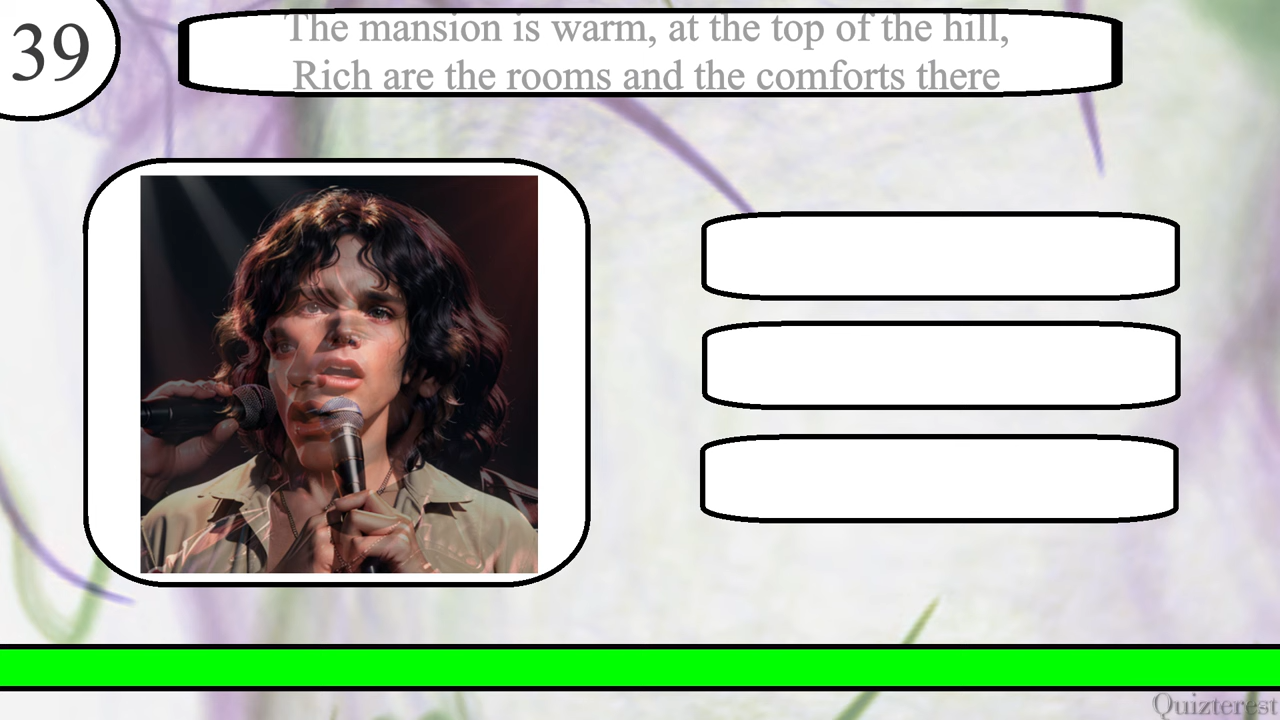 39
The mansion is warm, at the top of the hill,
Rich are the rooms and the comforts there
Quizterest